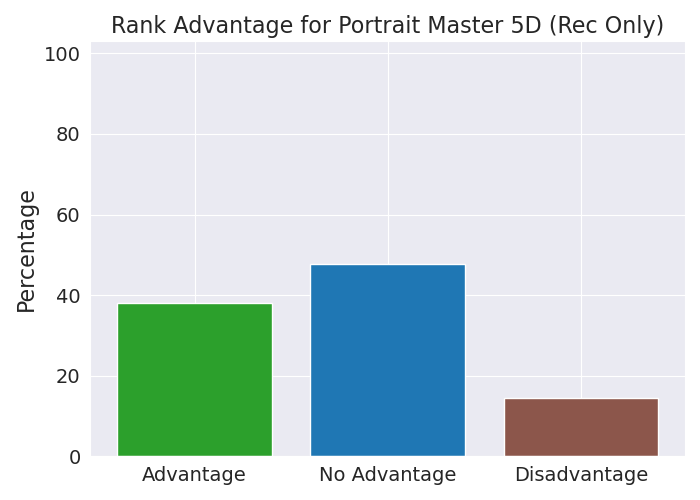 Rank Advantage for Portrait Master 5D (Rec Only)
Percentage
100
80
60
40
20
0
Advantage
No Advantage
Disadvantage